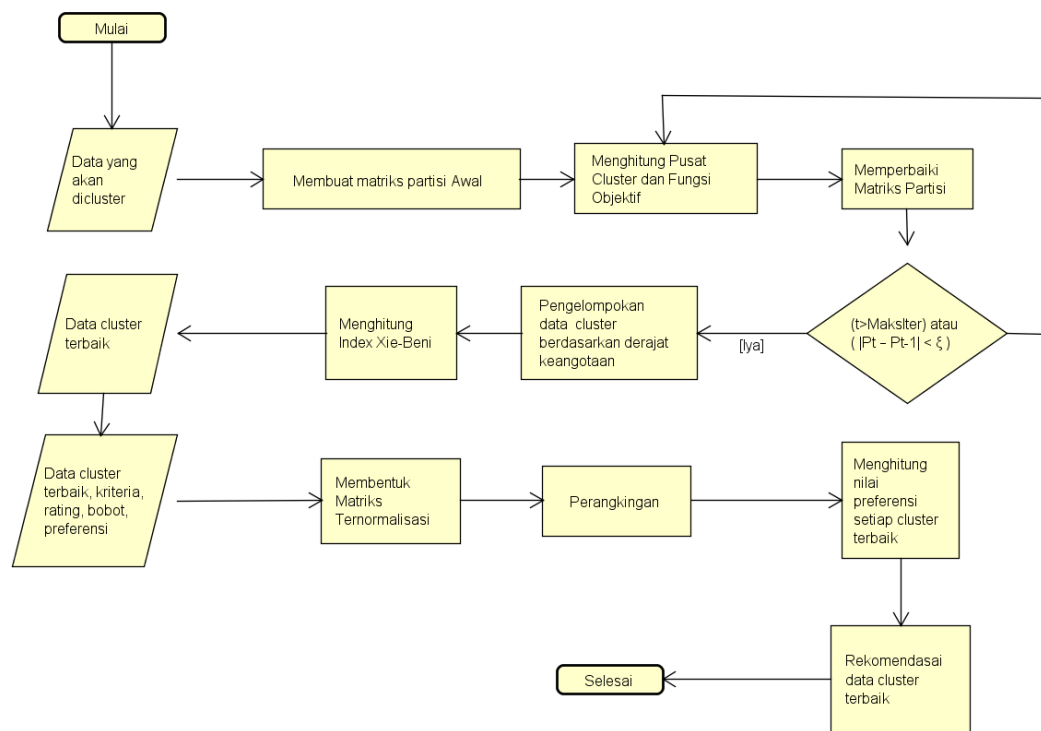 Mulai
Data yang
akan
dicluster
Membuat matriks partisi Awal
Menghitung Pusat
Cluster dan Fungsi
Objektif
Memperbaiki
Matriks Partisi
(t>MaksIter) atau
( |Pt – Pt-1| < ξ )
[Iya]
Pengelompokan
data cluster
berdasarkan derajat
keangotaan
Menghitung
Index Xie-Beni
Data cluster
terbaik
Data cluster
terbaik, kriteria,
rating, bobot,
preferensi
Membentuk
Matriks
Ternormalisasi
Perangkingan
Menghitung
nilai
preferensi
setiap cluster
terbaik
Rekomendasai
data cluster
terbaik
Selesai